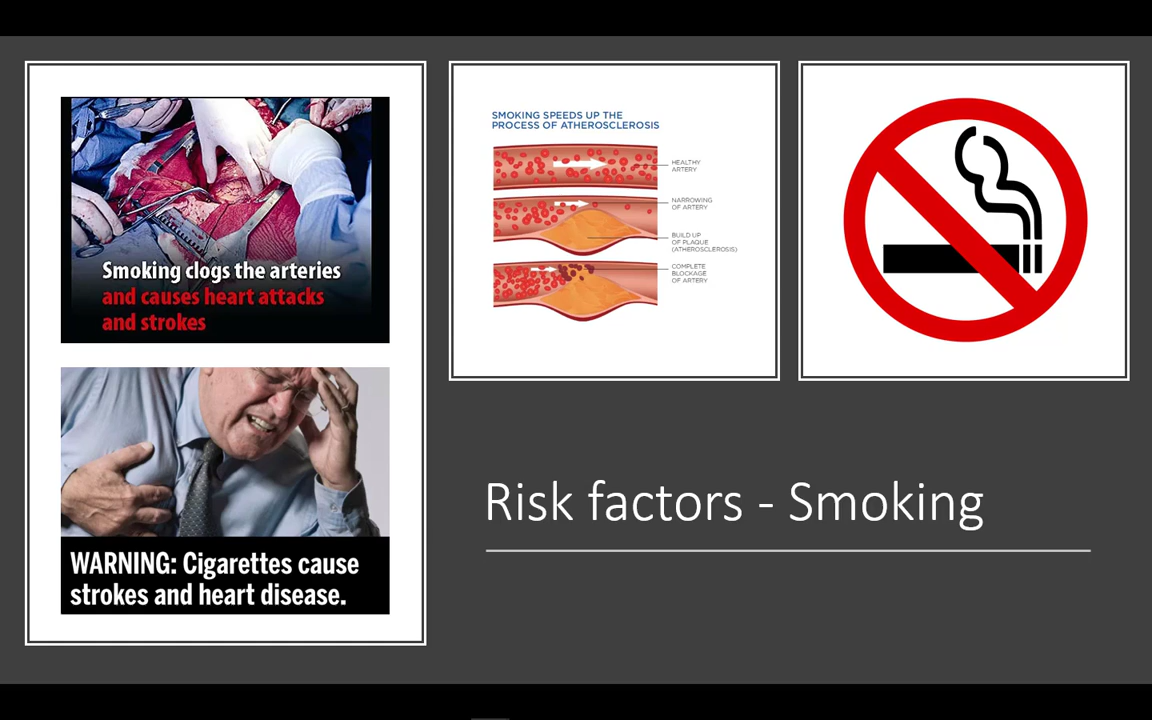 Smoking clogs the arteries
and causes heart attacks
and strokes
WARNING: Cigarettes cause
strokes and heart disease.
SMOKING SPEEDS UP THE
PROCESS OF ATHEROSCLEROSIS
HEALTHY
ARTERY
NARROWING
OF ARTERY
BUILD UP
OF PLAQUE
(ATHEROSCLEROSIS)
COMPLETE
BLOCKAGE
OF ARTERY
Risk factors - Smoking